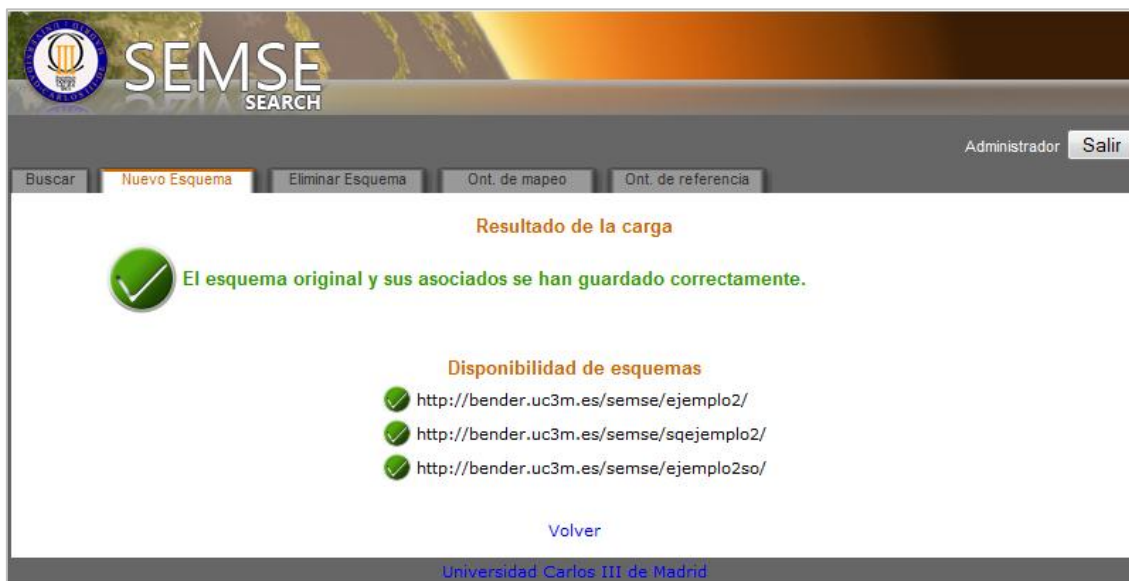 SEMSE
SEARCH
Administrador Salir
Buscar Nuevo Esquema Eliminar Esquema Ont. de mapeo Ont. de referencia
Resultado de la carga
El esquema original y sus asociados se han guardado correctamente.
Disponibilidad de esquemas
http://bender.uc3m.es/semse/ejemplo2/
http://bender.uc3m.es/semse/sqejemplo2/
http://bender.uc3m.es/semse/ejemplo2so/
Volver
Universidad Carlos III de Madrid